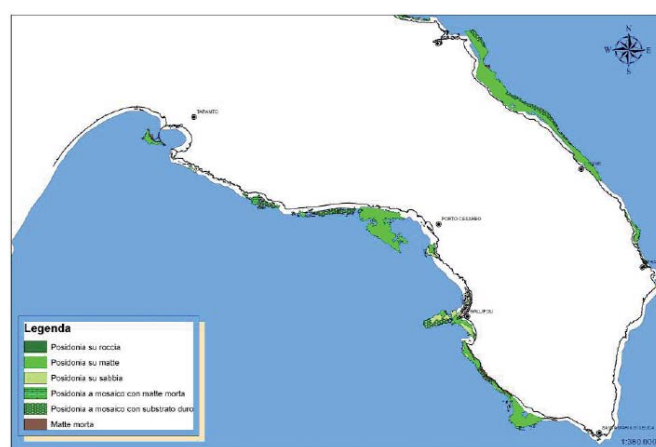 N
W E
S
TARANTO
PORTO CESAREO
GALLIPOLI
Legenda
Posidonia su roccia
Posidonia su matte
Posidonia su sabbia
Posidonia a mosaico con matte morta
Posidonia a mosaico con substrato duro
Matte morta
1:380.000